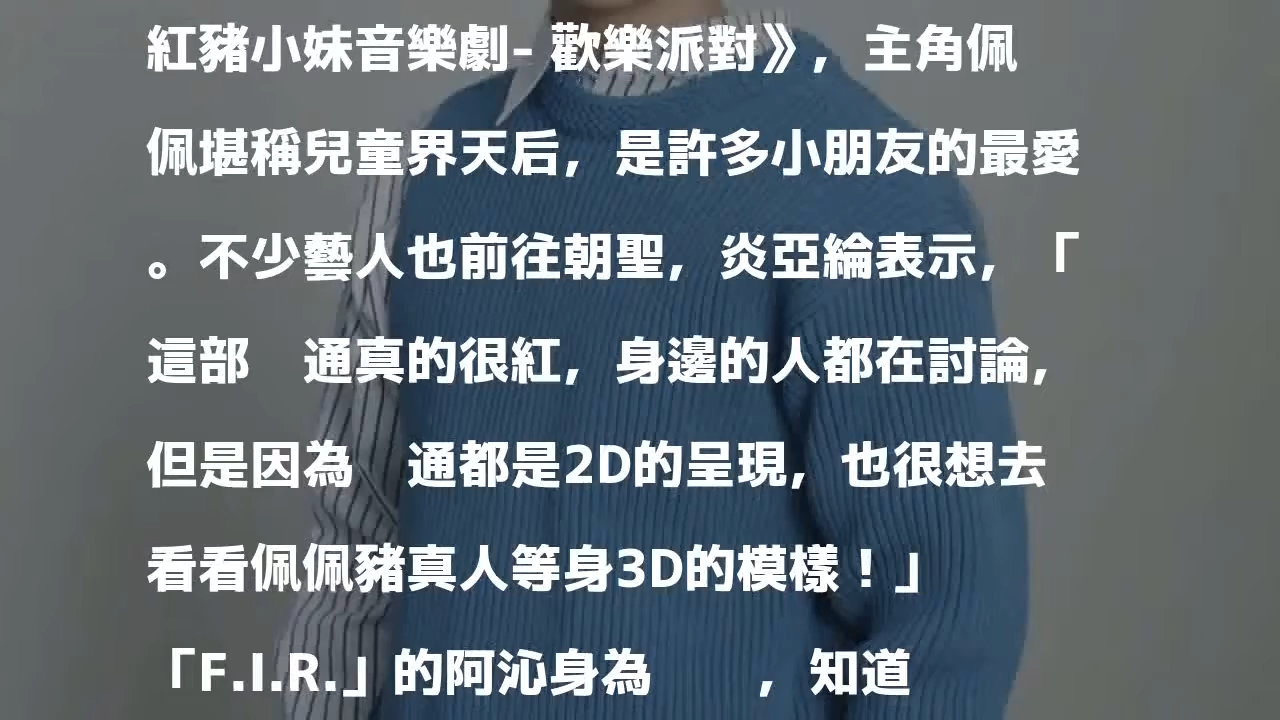 紅豬小妹音樂劇- 歡樂派對》，主角佩
佩堪稱兒童界天后，是許多小朋友的最愛
。不少藝人也前往朝聖，炎亞綸表示，「
這部　通真的很紅，身邊的人都在討論，
但是因為　通都是2D的呈現，也很想去
看看佩佩豬真人等身3D的模樣！」
「F.I.R.」的阿沁身為　　，知道